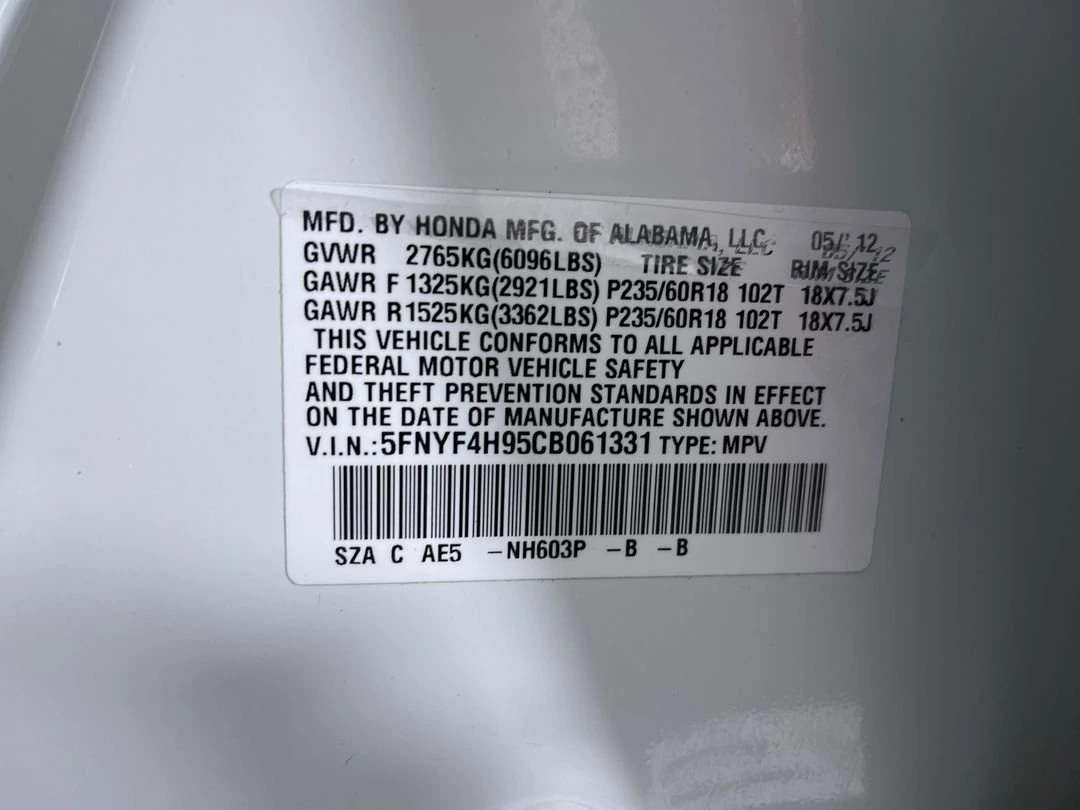 MFD. BY HONDA MFG. OF ALABAMA, LLC 05/12
GVWR 2765KG(6096LBS) TIRE SIZE RIM SIZE
GAWR F 1325KG(2921LBS) P235/60R18 102T 18X7.5J
GAWR R1525KG(3362LBS) P235/60R18 102T 18X7.5J
THIS VEHICLE CONFORMS TO ALL APPLICABLE
FEDERAL MOTOR VEHICLE SAFETY
AND THEFT PREVENTION STANDARDS IN EFFECT
ON THE DATE OF MANUFACTURE SHOWN ABOVE.
V.I.N.:5FNYF4H95CB061331 TYPE: MPV
SZA C AE5 -NH603P -B -B